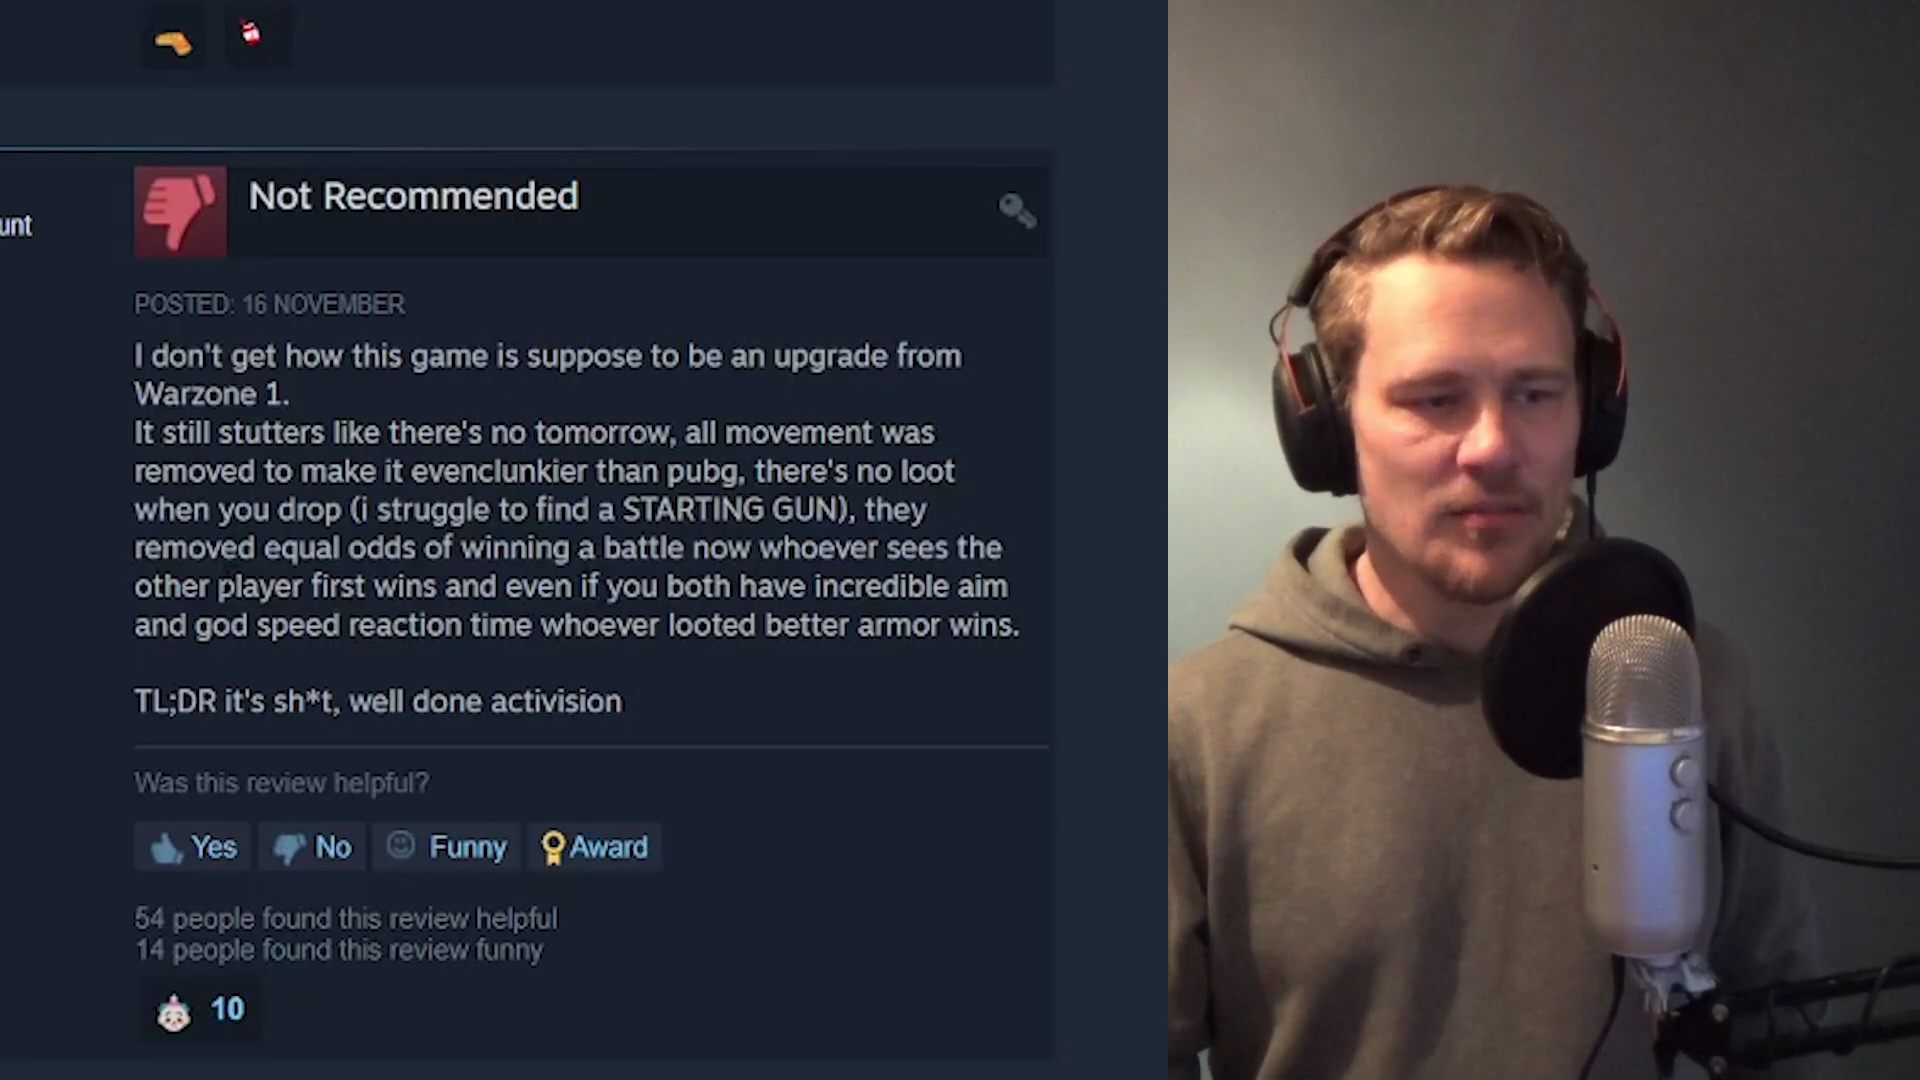 unt
Not Recommended
POSTED: 16 NOVEMBER
I don't get how this game is suppose to be an upgrade from
Warzone 1.
It still stutters like there's no tomorrow, all movement was
removed to make it evenclunkier than pubg, there's no loot
when you drop (i struggle to find a STARTING GUN), they
removed equal odds of winning a battle now whoever sees the
other player first wins and even if you both have incredible aim
and god speed reaction time whoever looted better armor wins.
TL;DR it's sh*t, well done activision
Was this review helpful?
Yes No Funny Award
54 people found this review helpful
14 people found this review funny
10